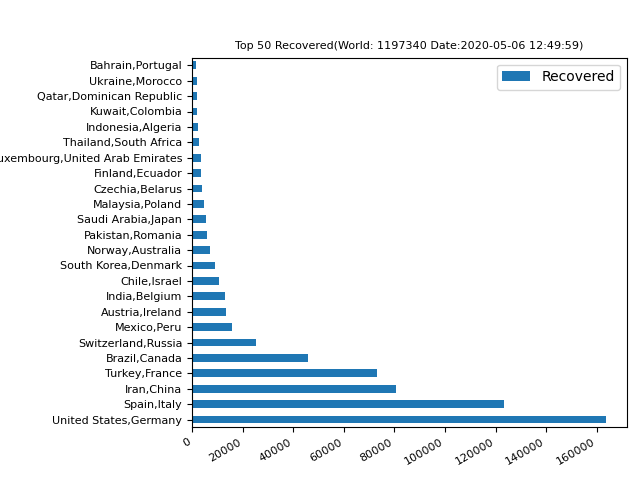 Top 50 Recovered(World: 1197340 Date:2020-05-06 12:49:59)
Recovered
Bahrain,Portugal
Ukraine,Morocco
Qatar,Dominican Republic
Kuwait,Colombia
Indonesia,Algeria
Thailand,South Africa
uxembourg,United Arab Emirates
Finland,Ecuador
Czechia,Belarus
Malaysia,Poland
Saudi Arabia,Japan
Pakistan,Romania
Norway,Australia
South Korea,Denmark
Chile,Israel
India,Belgium
Austria,Ireland
Mexico,Peru
Switzerland,Russia
Brazil,Canada
Turkey,France
Iran,China
Spain,Italy
United States,Germany
0 20000 40000 60000 80000 100000 120000 140000 160000